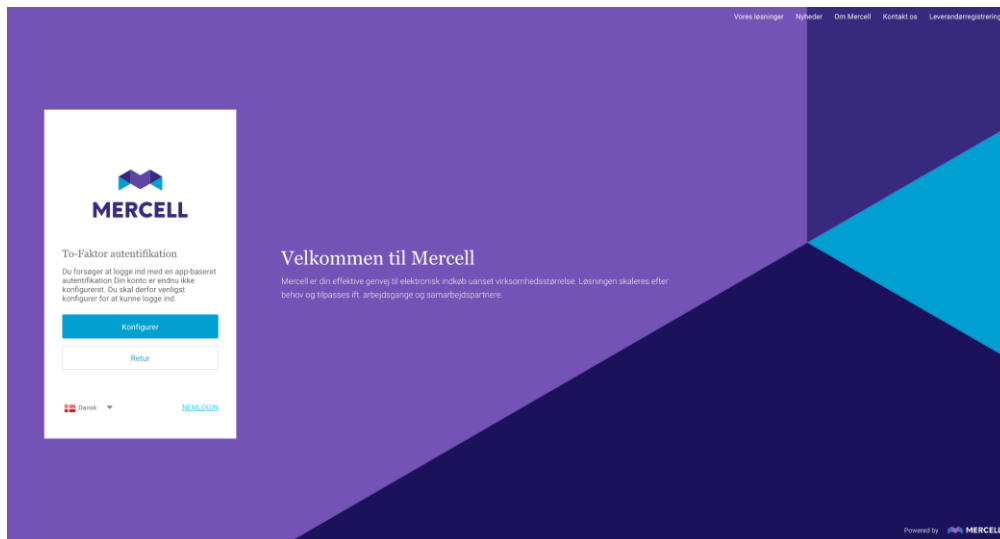 Vores løsninger Nyheder Om Mercell Kontakt os Leverandørregistrering
MERCELL
To-Faktor autentifikation
Du forsøger at logge ind med en app-baseret
autentifikation Din konto er endnu ikke
konfigureret. Du skal derfor venligst
konfigurer for at kunne logge ind.
Konfigurer
Retur
Dansk
NEMLOGIN
Velkommen til Mercell
Mercell er din effektive genvej til elektronisk indkøb uanset virksomhedsstørrelse. Løsningen skaleres efter
behov og tilpasses ift. arbejdsgange og samarbejdspartnere.
Powered by MERCELL